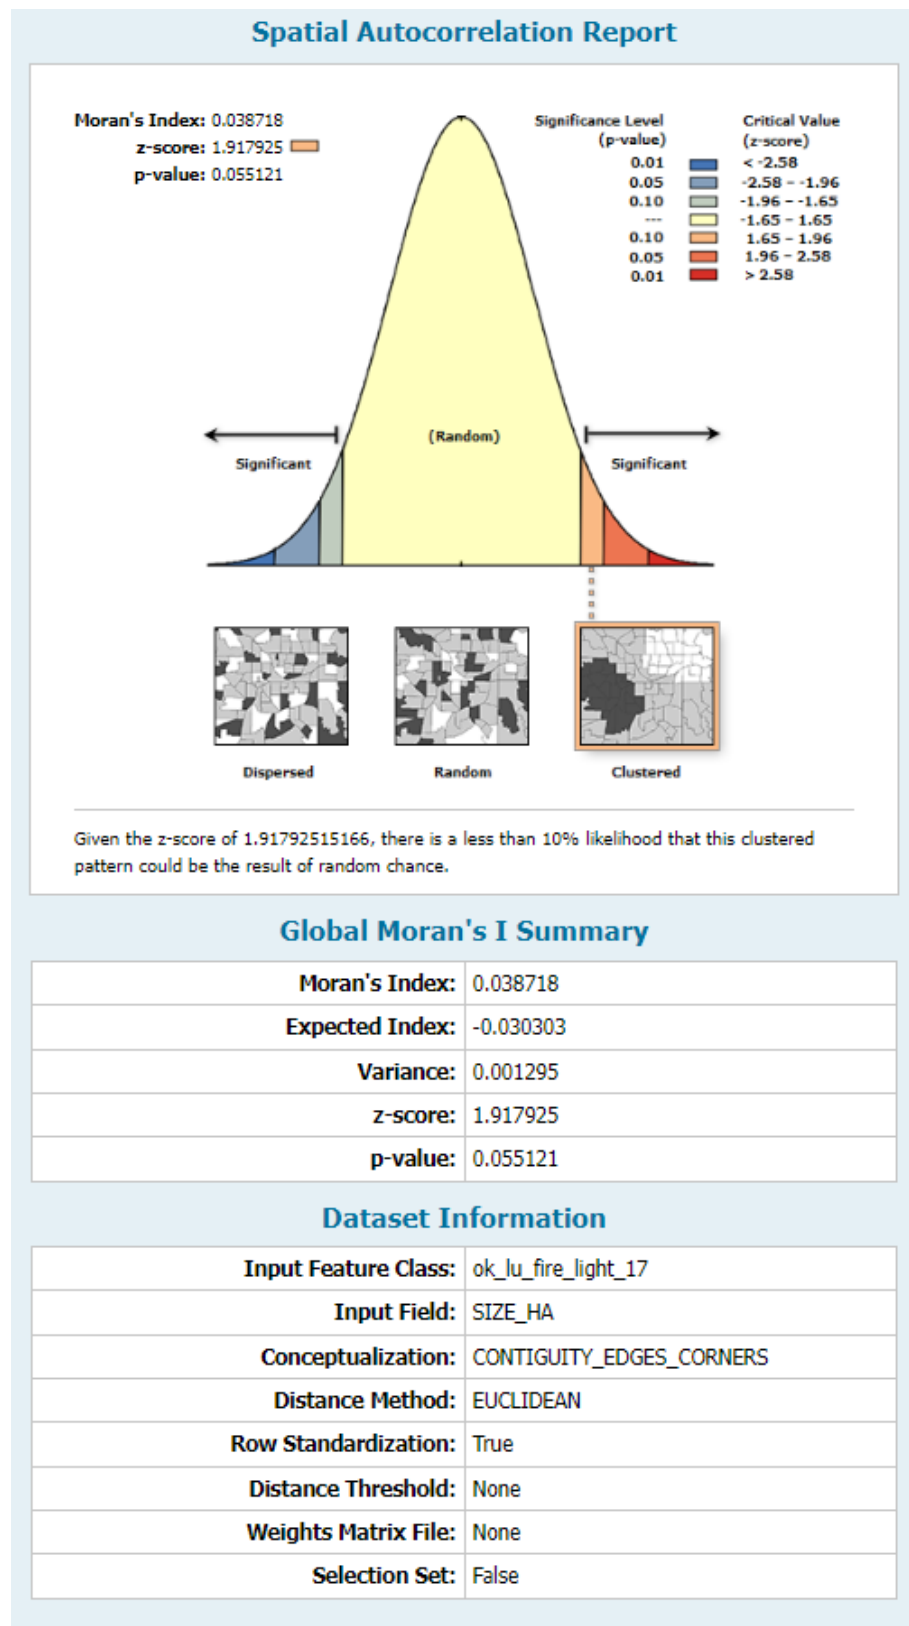 Spatial Autocorrelation Report
Moran's Index: 0.038718
z-score: 1.917925
p-value: 0.055121
Significance Level (p-value) Critical Value (z-score)
0.01 < -2.58
0.05 -2.58 – -1.96
0.10 -1.96 – -1.65
--- -1.65 – 1.65
0.10 1.65 – 1.96
0.05 1.96 – 2.58
0.01 > 2.58
(Random)
Significant
Significant
Dispersed
Random
Clustered
Given the z-score of 1.91792515166, there is a less than 10% likelihood that this clustered
pattern could be the result of random chance.
Global Moran's I Summary
Moran's Index: 0.038718
Expected Index: -0.030303
Variance: 0.001295
z-score: 1.917925
p-value: 0.055121
Dataset Information
Input Feature Class: ok_lu_fire_light_17
Input Field: SIZE_HA
Conceptualization: CONTIGUITY_EDGES_CORNERS
Distance Method: EUCLIDEAN
Row Standardization: True
Distance Threshold: None
Weights Matrix File: None
Selection Set: False